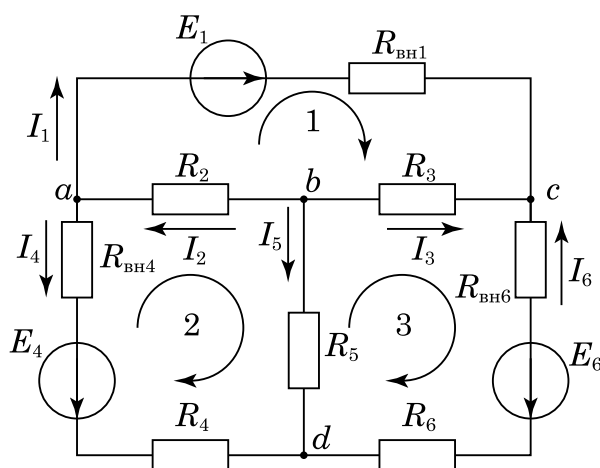 E₁
Rвн1
I₁
1
a
R₂
b
R₃
c
I₄
Rвн4
I₂
I₅
I₃
Rвн6
I₆
2
3
E₄
R₅
E₆
R₄
d
R₆